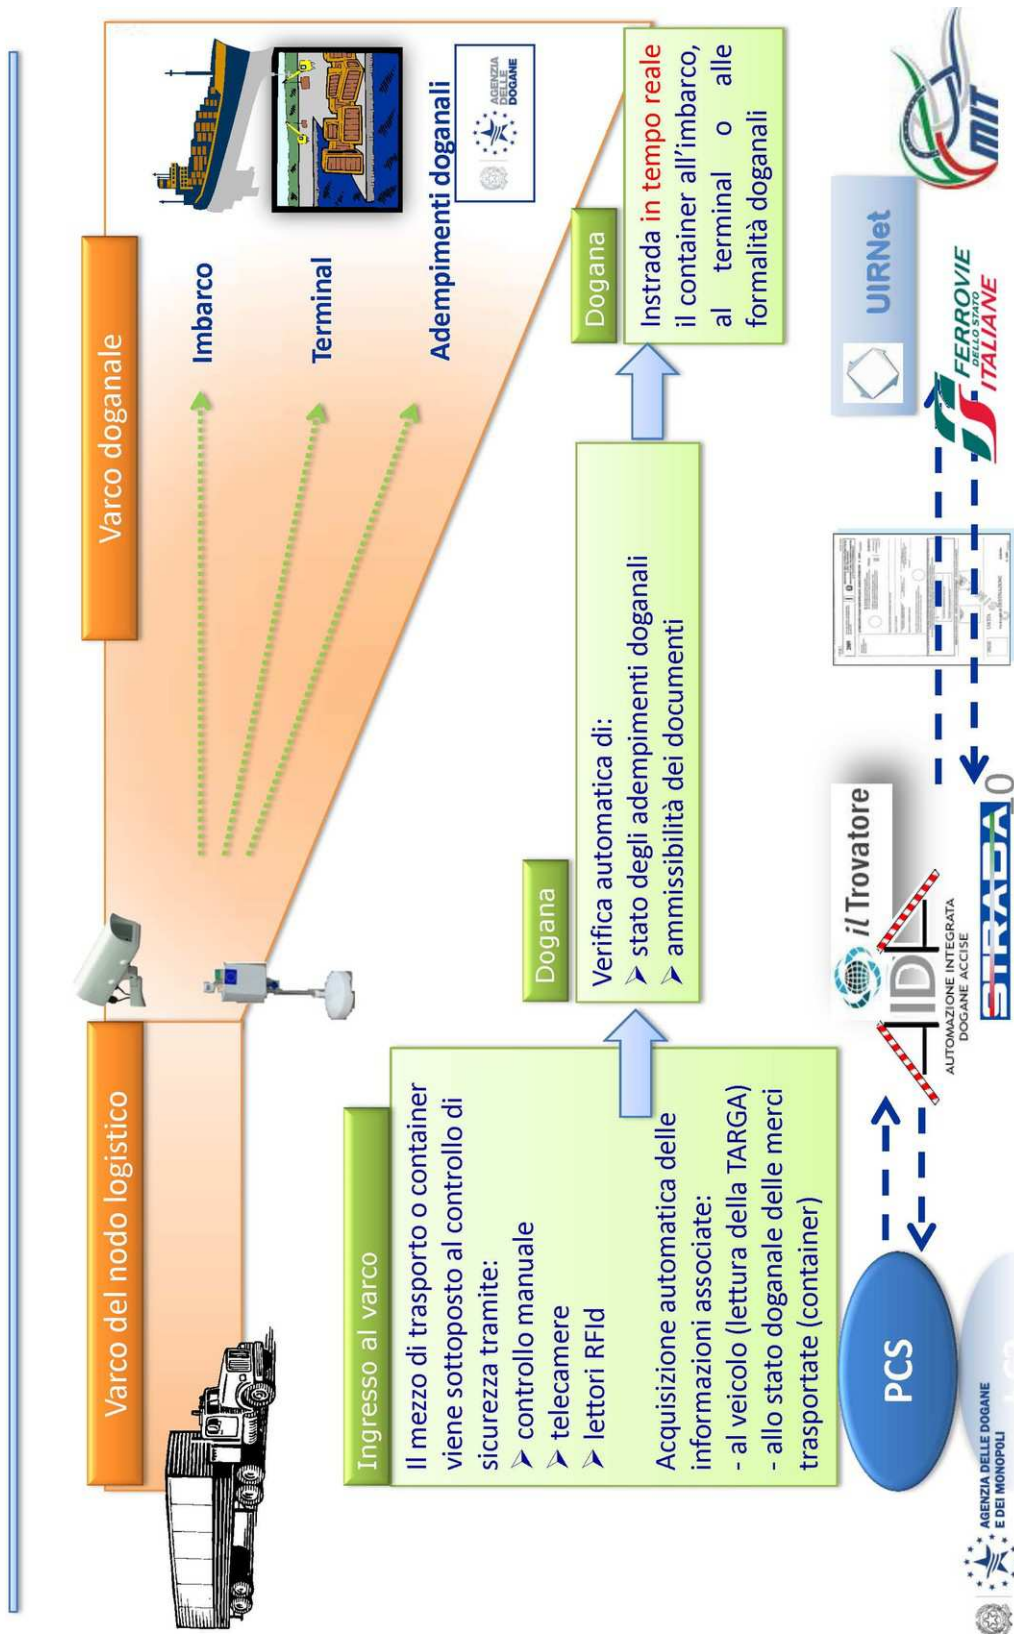 Varco del nodo logistico
Varco doganale
Imbarco
Terminal
Adempimenti doganali
AGENZIA
DELLE
DOGANE
Ingresso al varco
Il mezzo di trasporto o container
viene sottoposto al controllo di
sicurezza tramite:
➢ controllo manuale
➢ telecamere
➢ lettori RFId
Acquisizione automatica delle
informazioni associate:
- al veicolo (lettura della TARGA)
- allo stato doganale delle merci
trasportate (container)
Dogana
Verifica automatica di:
➢ stato degli adempimenti doganali
➢ ammissibilità dei documenti
Dogana
Instrada in tempo reale
il container all'imbarco,
al terminal o alle
formalità doganali
PCS
il Trovatore
AIDA
AUTOMAZIONE INTEGRATA
DOGANE ACCISE
STRADA
10
UIRNet
FERROVIE
DELLO STATO
ITALIANE
MIT
AGENZIA DELLE DOGANE
E DEI MONOPOLI